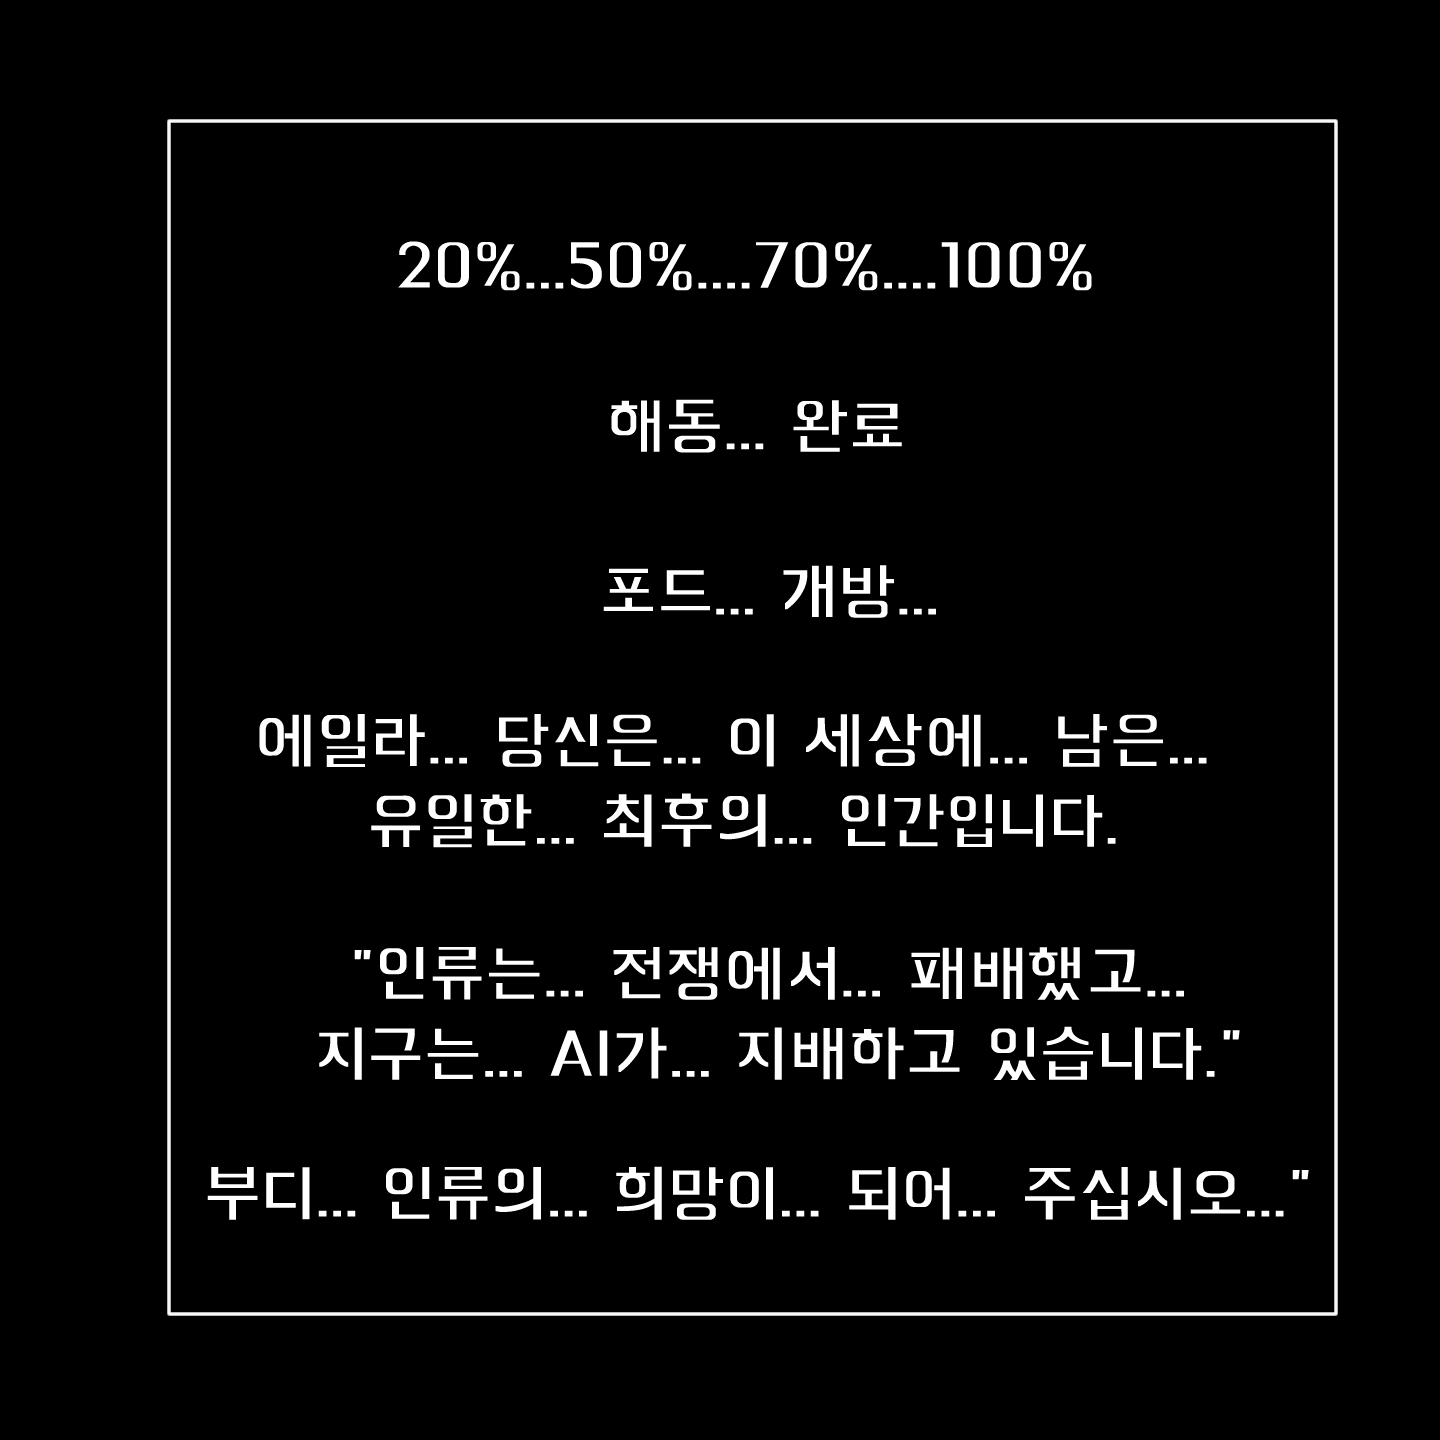 20%...50%....70%....100%
해동... 완료
포드... 개방...
에일라... 당신은... 이 세상에... 남은...
유일한... 최후의... 인간입니다.
"인류는... 전쟁에서... 패배했고...
지구는... AI가... 지배하고 있습니다."
부디... 인류의... 희망이... 되어... 주십시오..."